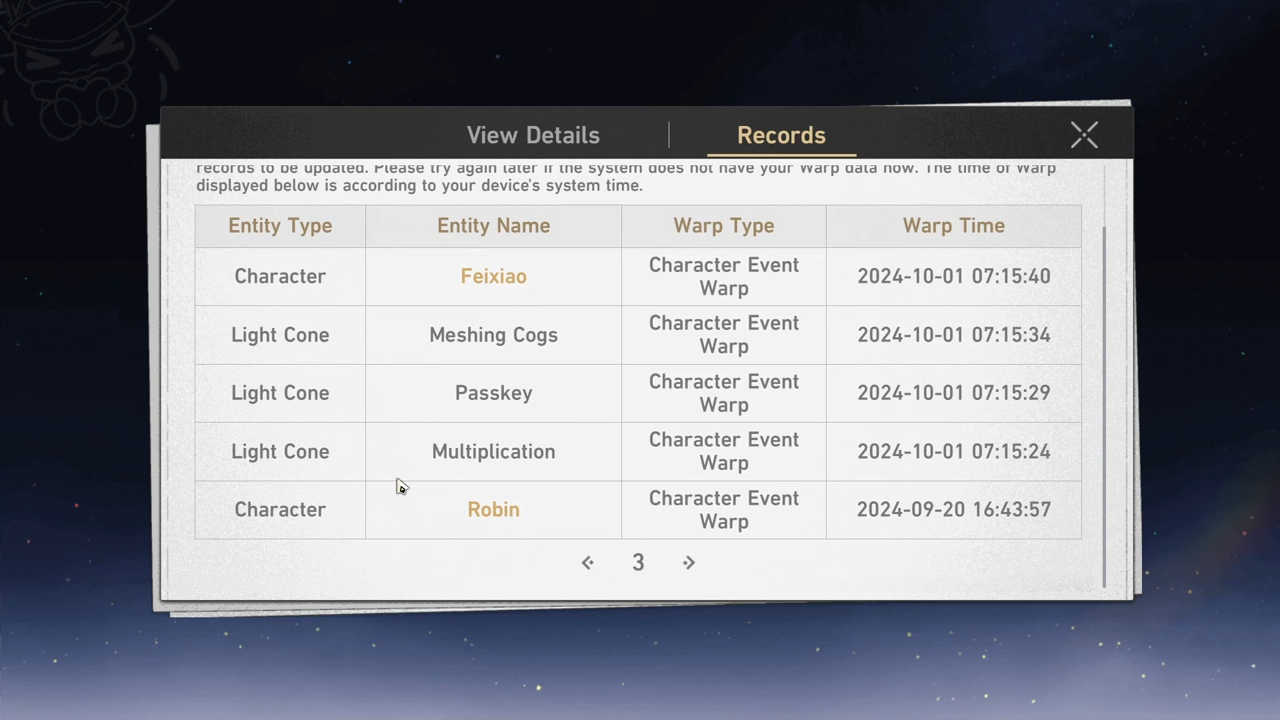 View Details
Records
records to be updated. Please try again later if the system does not have your Warp data now. The time of Warp
displayed below is according to your device's system time.
Entity Type Entity Name Warp Type Warp Time
Character Feixiao Character Event Warp 2024-10-01 07:15:40
Light Cone Meshing Cogs Character Event Warp 2024-10-01 07:15:34
Light Cone Passkey Character Event Warp 2024-10-01 07:15:29
Light Cone Multiplication Character Event Warp 2024-10-01 07:15:24
Character Robin Character Event Warp 2024-09-20 16:43:57
3